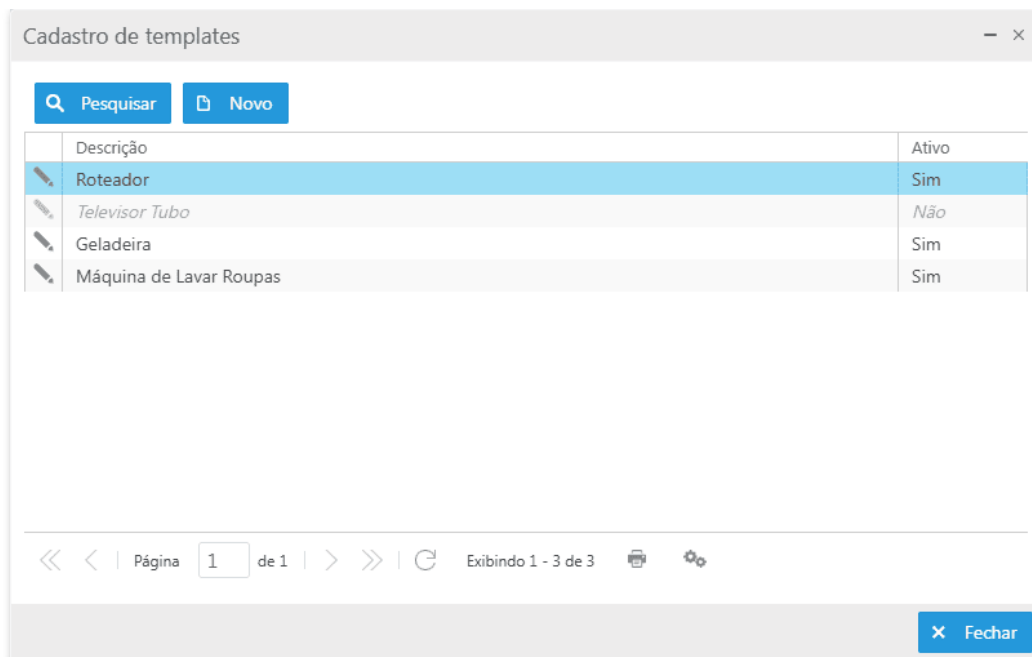 Cadastro de templates
Pesquisar Novo
Descrição Ativo
Roteador Sim
Televisor Tubo Não
Geladeira Sim
Máquina de Lavar Roupas Sim
Página 1 de 1 Exibindo 1 - 3 de 3
Fechar